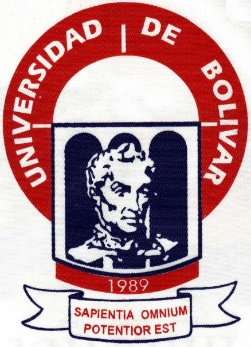 UNIVERSIDAD DE BOLIVAR
1989
SAPIENTIA OMNIUM
POTENTIOR EST